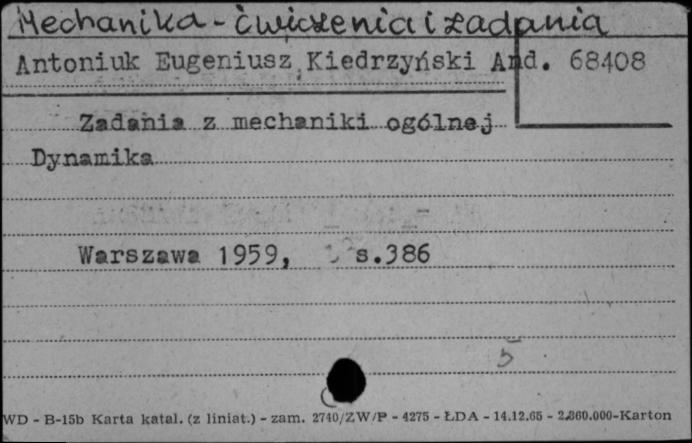 Mechanika - ćwiczenia i zadania
Antoniuk Eugeniusz, Kiedrzyński And. 68408
Zadania z mechaniki ogólnej
Dynamika
Warszawa 1959, s.386
5
WD - B-15b Karta katal. (z liniat.) - zam. 2740/ZW/P - 4275 - ŁDA - 14.12.65 - 2.860.000-Karton